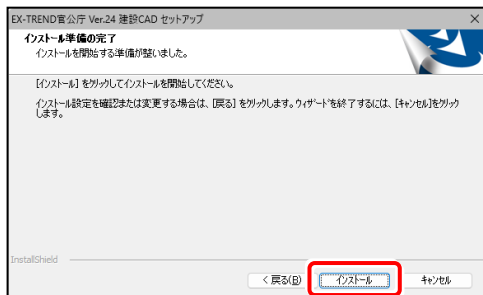 EX-TREND官公庁 Ver.24 建設CAD セットアップ
インストール準備の完了
インストールを開始する準備が整いました。
[インストール] をクリックしてインストールを開始してください。
インストール設定を確認または変更する場合は、[戻る] をクリックします。ウィザードを終了するには、[キャンセル]をクリック
します。
InstallShield
< 戻る(B)
インストール
キャンセル